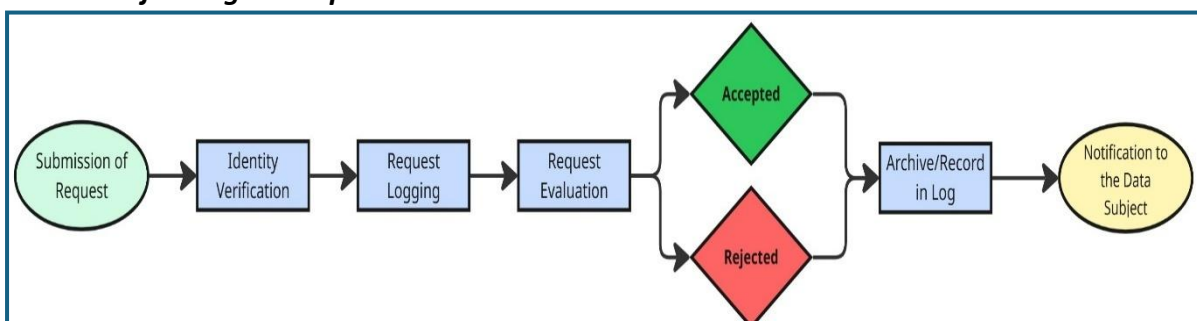 Submission of
Request
Identity
Verification
Request
Logging
Request
Evaluation
Accepted
Rejected
Archive/Record
in Log
Notification to
the Data
Subject